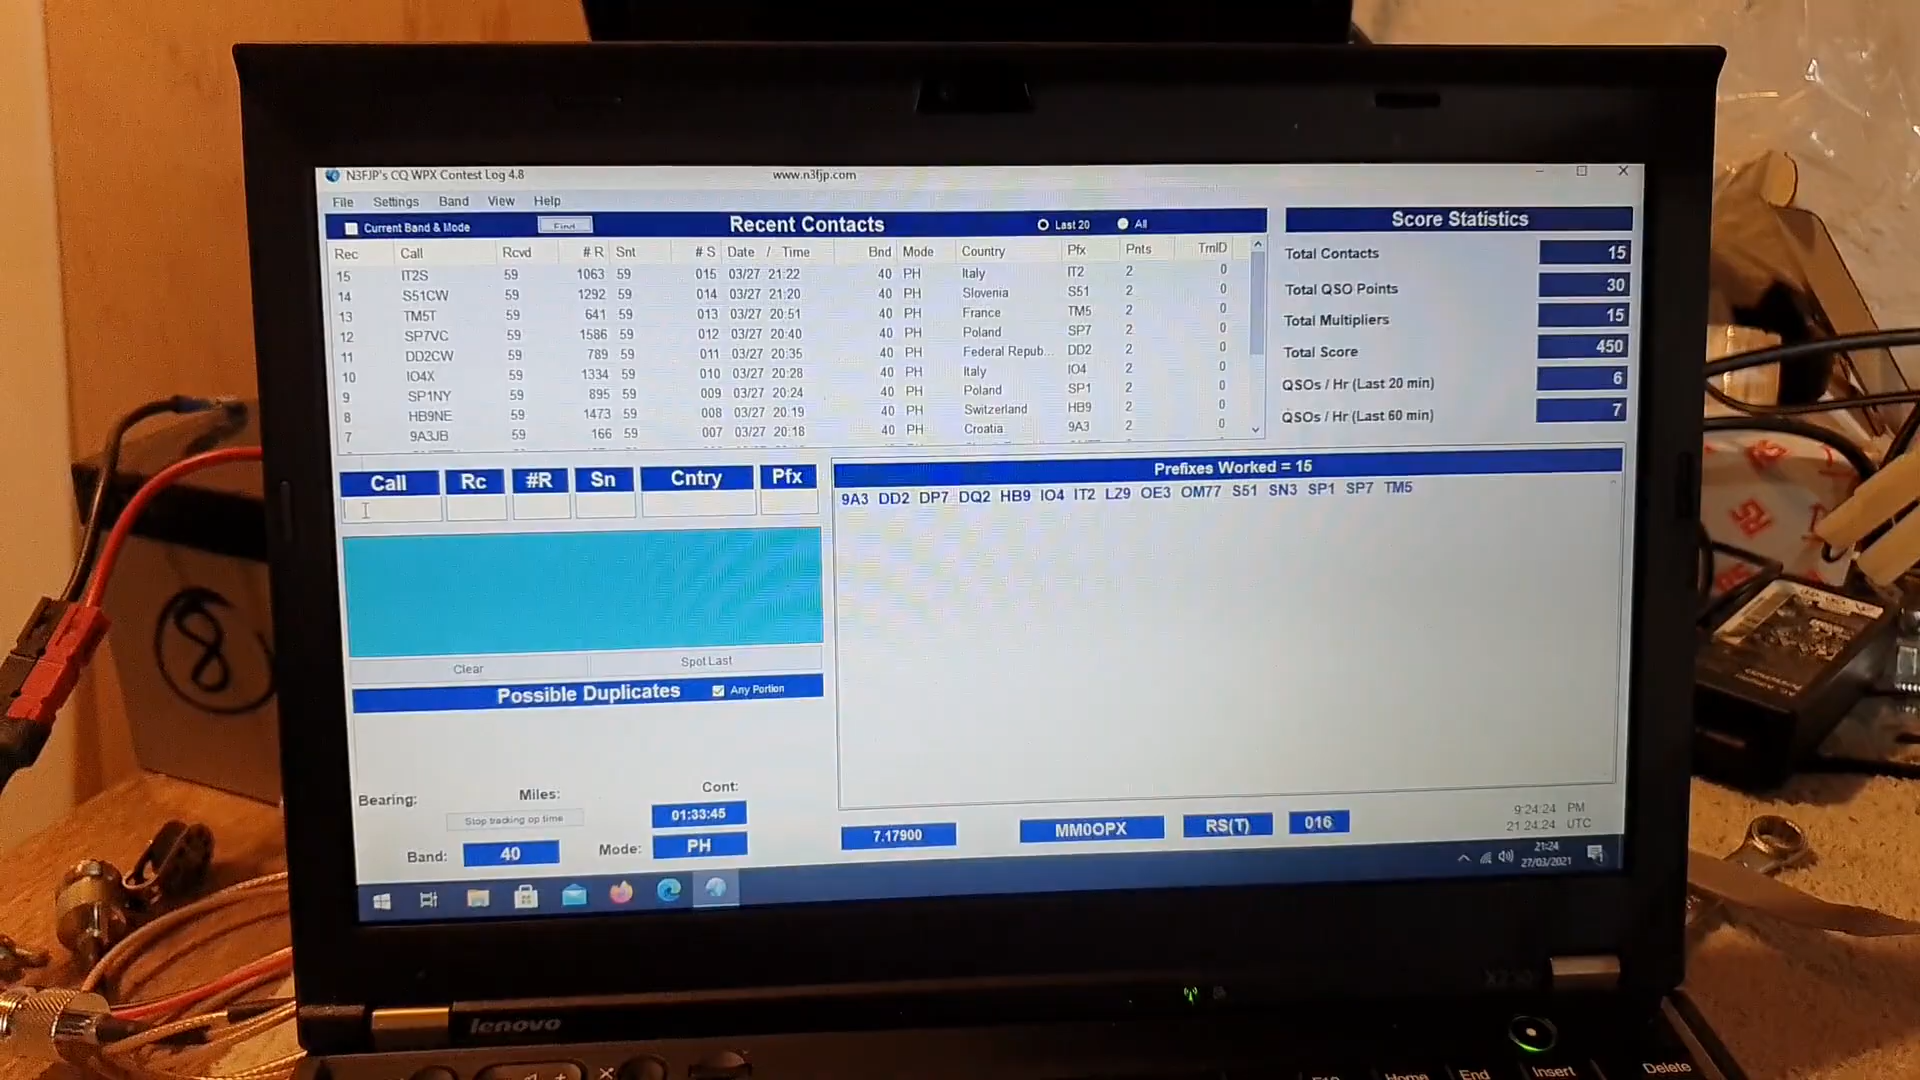 N3FJP's CQ WPX Contest Log 4.8 www.n3fjp.com
File Settings Band View Help
Current Band & Mode Find Recent Contacts Last 20 All
Rec Call Rcvd # R Snt # S Date / Time Bnd Mode Country Pfx Pnts TrnID
15 IT2S 59 1063 59 015 03/27 21:22 40 PH Italy IT2 2 0
14 S51CW 59 1292 59 014 03/27 21:20 40 PH Slovenia S51 2 0
13 TM5T 59 641 59 013 03/27 20:51 40 PH France TM5 2 0
12 SP7VC 59 1586 59 012 03/27 20:40 40 PH Poland SP7 2 0
11 DD2CW 59 789 59 011 03/27 20:35 40 PH Federal Repub... DD2 2 0
10 IO4X 59 1334 59 010 03/27 20:28 40 PH Italy IO4 2 0
9 SP1NY 59 895 59 009 03/27 20:24 40 PH Poland SP1 2 0
8 HB9NE 59 1473 59 008 03/27 20:19 40 PH Switzerland HB9 2 0
7 9A3JB 59 166 59 007 03/27 20:18 40 PH Croatia 9A3 2 0
Score Statistics
Total Contacts 15
Total QSO Points 30
Total Multipliers 15
Total Score 450
QSOs / Hr (Last 20 min) 6
QSOs / Hr (Last 60 min) 7
Call Rc #R Sn Cntry Pfx
Clear Spot Last
Possible Duplicates Any Portion
Prefixes Worked = 15
9A3 DD2 DP7 DQ2 HB9 IO4 IT2 LZ9 OE3 OM77 S51 SN3 SP1 SP7 TM5
Bearing: Miles: Cont:
Stop tracking op time 01:33:45
Band: 40 Mode: PH
7.17900 MM0OPX RS(T) 016
9:24:24 PM
21:24:24 UTC
21:24
27/03/2021
8
RS
lenovo
X230
Home End Insert Delete